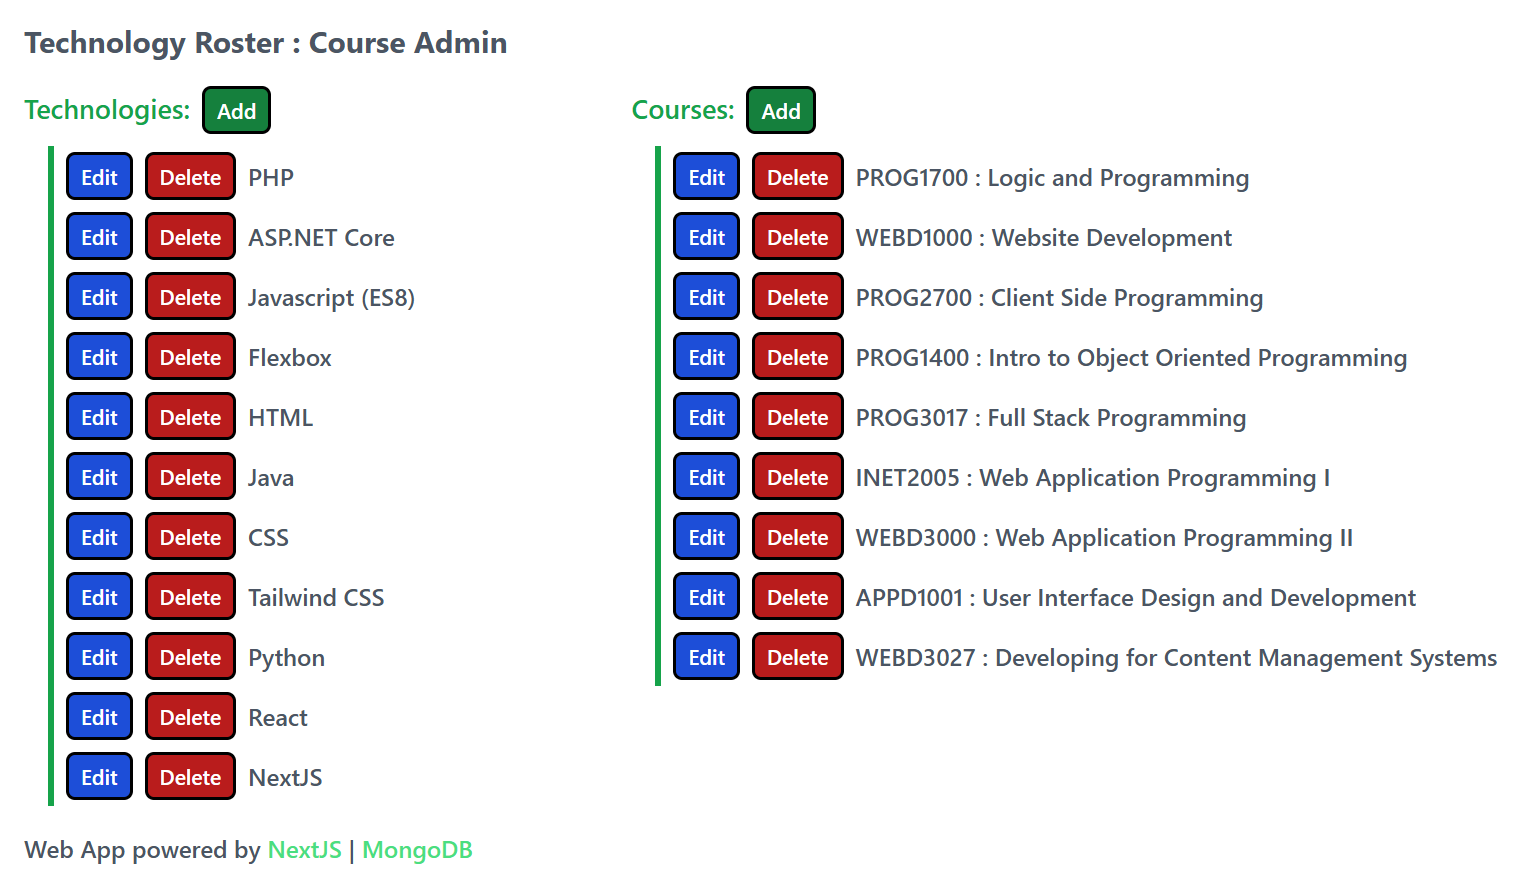 Technology Roster : Course Admin
Technologies: Add
Edit Delete PHP
Edit Delete ASP.NET Core
Edit Delete Javascript (ES8)
Edit Delete Flexbox
Edit Delete HTML
Edit Delete Java
Edit Delete CSS
Edit Delete Tailwind CSS
Edit Delete Python
Edit Delete React
Edit Delete NextJS
Courses: Add
Edit Delete PROG1700 : Logic and Programming
Edit Delete WEBD1000 : Website Development
Edit Delete PROG2700 : Client Side Programming
Edit Delete PROG1400 : Intro to Object Oriented Programming
Edit Delete PROG3017 : Full Stack Programming
Edit Delete INET2005 : Web Application Programming I
Edit Delete WEBD3000 : Web Application Programming II
Edit Delete APPD1001 : User Interface Design and Development
Edit Delete WEBD3027 : Developing for Content Management Systems
Web App powered by NextJS | MongoDB